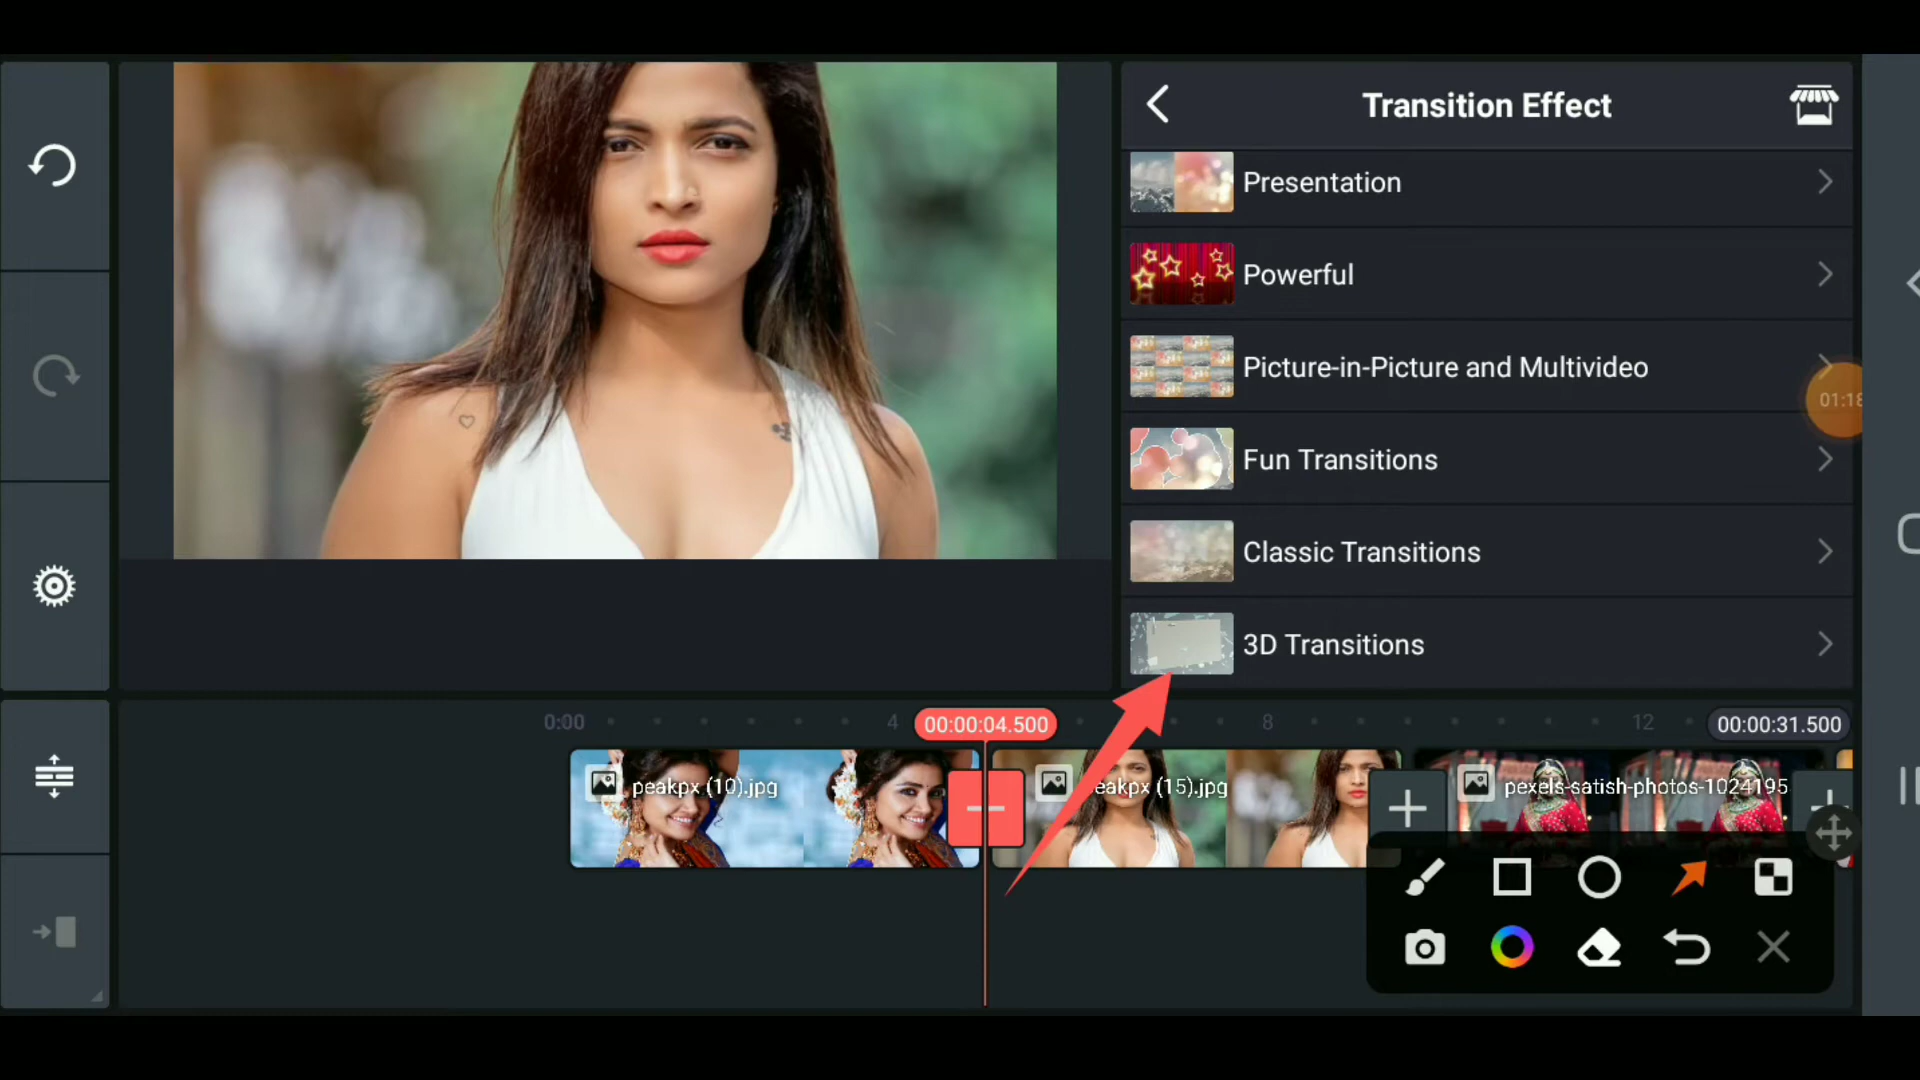 Transition Effect
Presentation
Powerful
Picture-in-Picture and Multivideo
01:18
Fun Transitions
Classic Transitions
3D Transitions
0:00
4
00:00:04.500
8
12
00:00:31.500
peakpx (10).jpg
eakpx (15).jpg
pexels-satish-photos-1024195